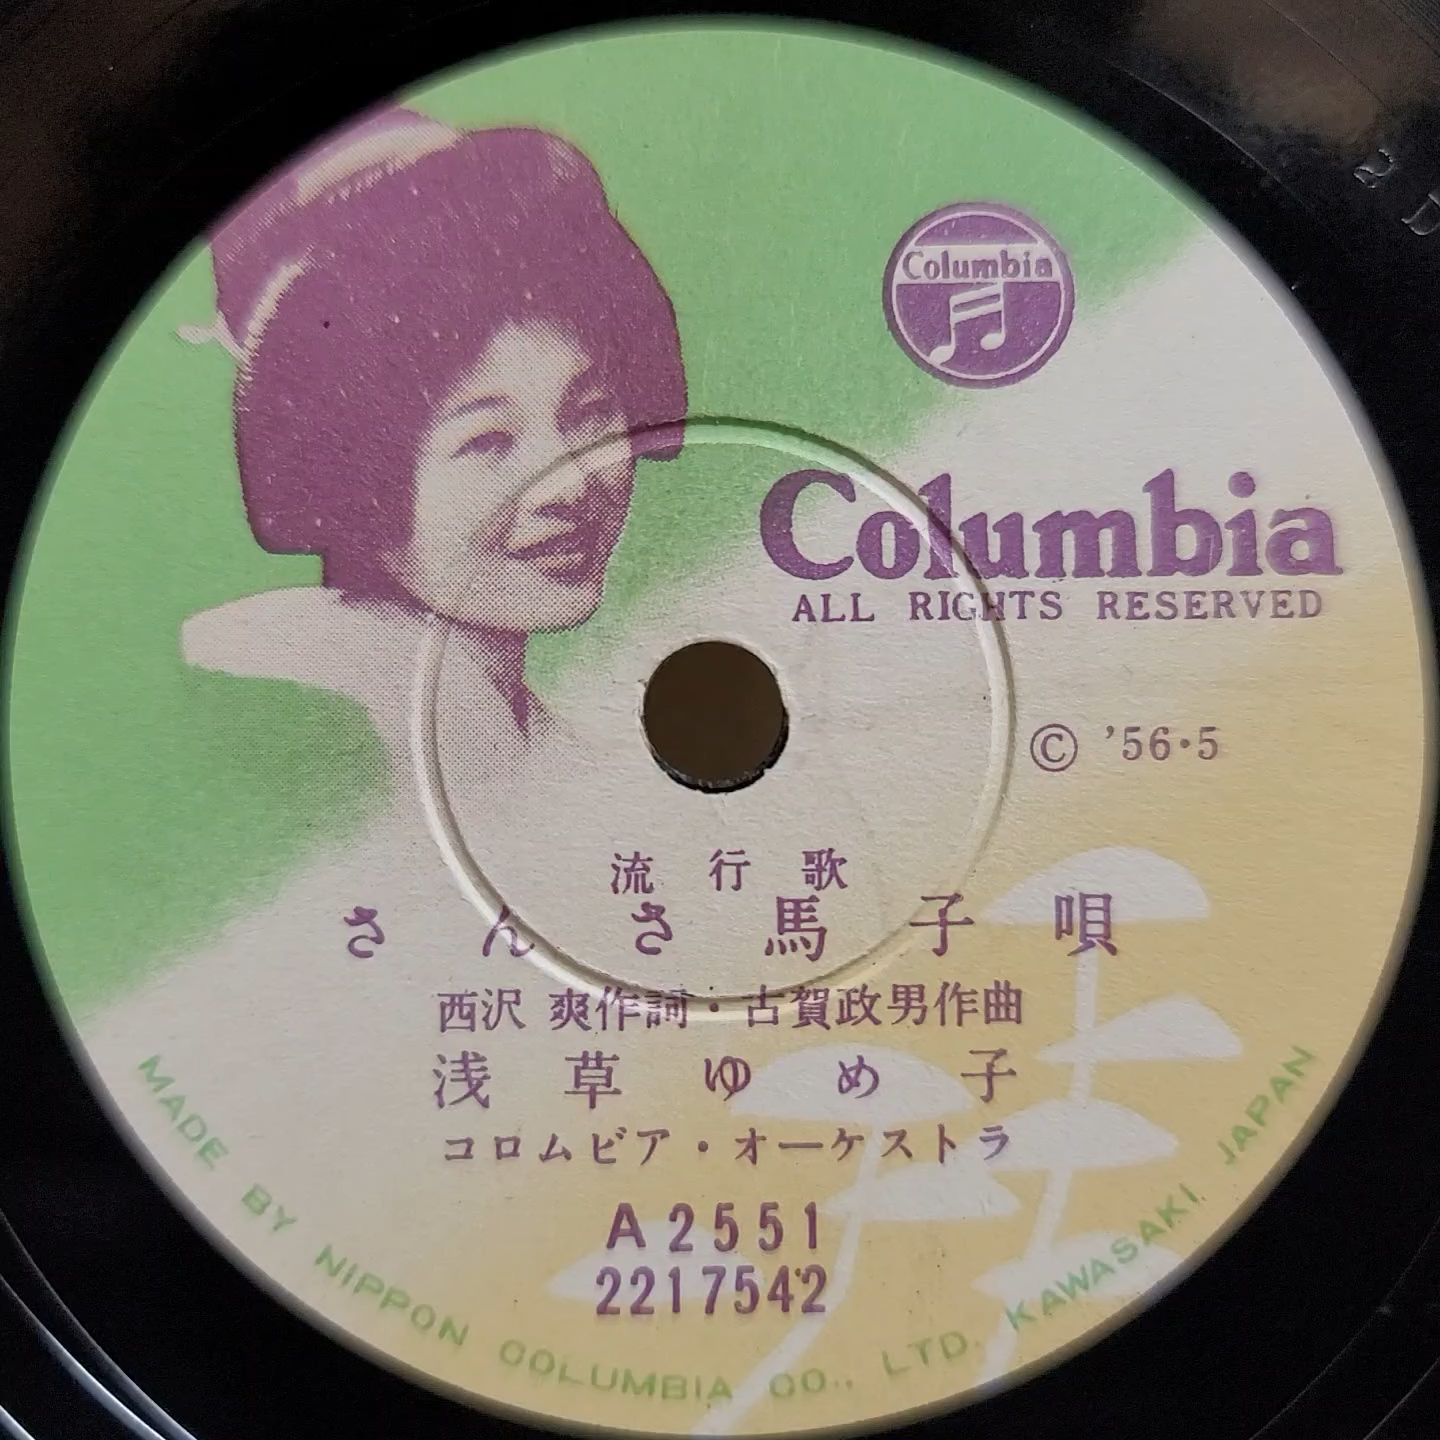 Columbia
Columbia
ALL RIGHTS RESERVED
© '56・5
流行歌
さんさ馬子唄
西沢 爽作詞・古賀政男作曲
浅草ゆめ子
コロムビア・オーケストラ
A2551
2217542
MADE BY NIPPON COLUMBIA CO., LTD. KAWASAKI JAPAN
2 D